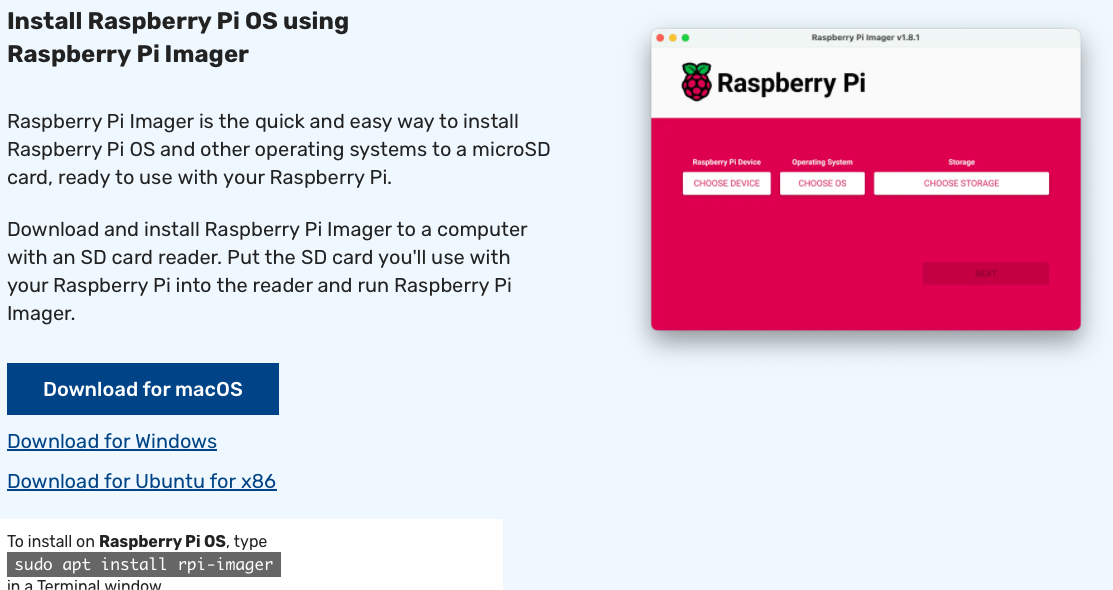 Install Raspberry Pi OS using
Raspberry Pi Imager
Raspberry Pi Imager is the quick and easy way to install
Raspberry Pi OS and other operating systems to a microSD
card, ready to use with your Raspberry Pi.
Download and install Raspberry Pi Imager to a computer
with an SD card reader. Put the SD card you'll use with
your Raspberry Pi into the reader and run Raspberry Pi
Imager.
Download for macOS
Download for Windows
Download for Ubuntu for x86
To install on Raspberry Pi OS, type
sudo apt install rpi-imager
in a Terminal window
Raspberry Pi Imager v1.8.1
Raspberry Pi
Raspberry Pi Device
Operating System
Storage
CHOOSE DEVICE
CHOOSE OS
CHOOSE STORAGE
NEXT